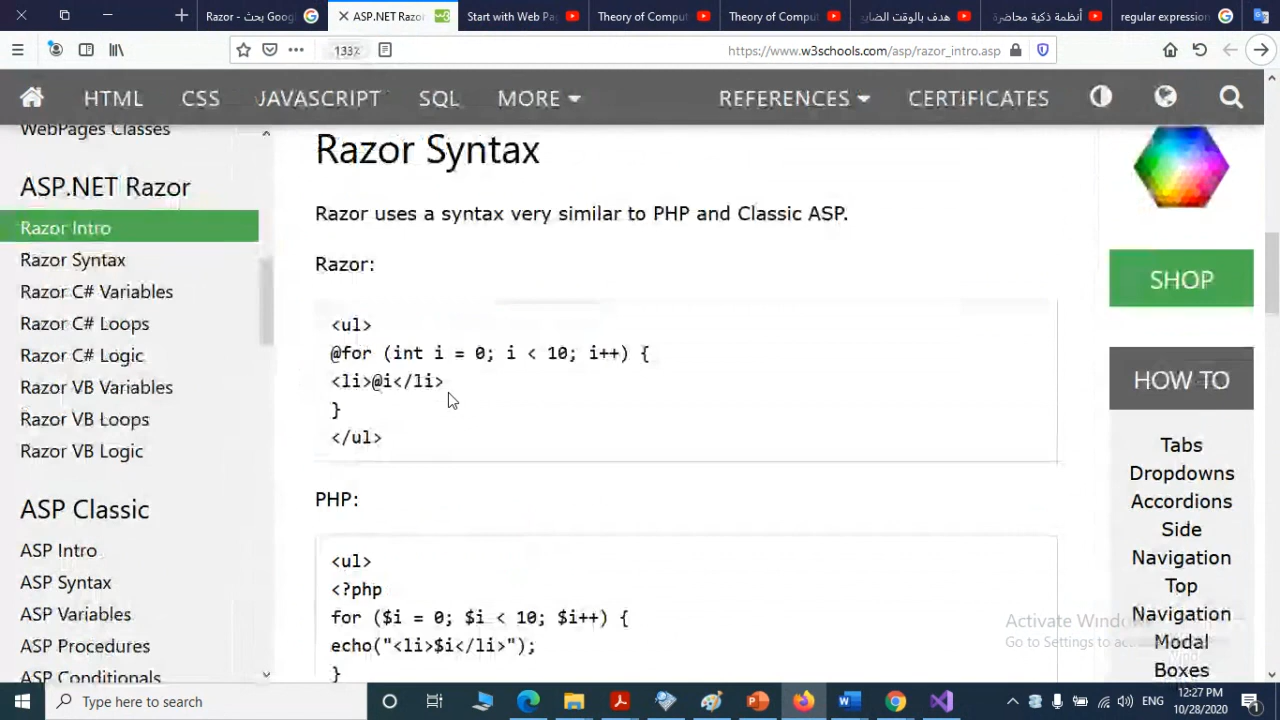 Razor - بحث Goog
ASP.NET Razor
Start with Web Pa
Theory of Comput
Theory of Comput
هدف بالوقت الضايع
أنظمة ذكية محاضرة
regular expression
133%
https://www.w3schools.com/asp/razor_intro.asp
HTML CSS JAVASCRIPT SQL MORE REFERENCES CERTIFICATES
WebPages Classes
ASP.NET Razor
Razor Intro
Razor Syntax
Razor C# Variables
Razor C# Loops
Razor C# Logic
Razor VB Variables
Razor VB Loops
Razor VB Logic
ASP Classic
ASP Intro
ASP Syntax
ASP Variables
ASP Procedures
ASP Conditionals
Razor Syntax
Razor uses a syntax very similar to PHP and Classic ASP.
Razor:
<ul>
@for (int i = 0; i < 10; i++) {
<li>@i</li>
}
</ul>
PHP:
<ul>
<?php
for ($i = 0; $i < 10; $i++) {
echo("<li>$i</li>");
}
SHOP
HOW TO
Tabs
Dropdowns
Accordions
Side
Navigation
Top
Navigation
Modal
Boxes
Activate Windows
Go to Settings to
Type here to search
ENG
12:27 PM
10/28/2020